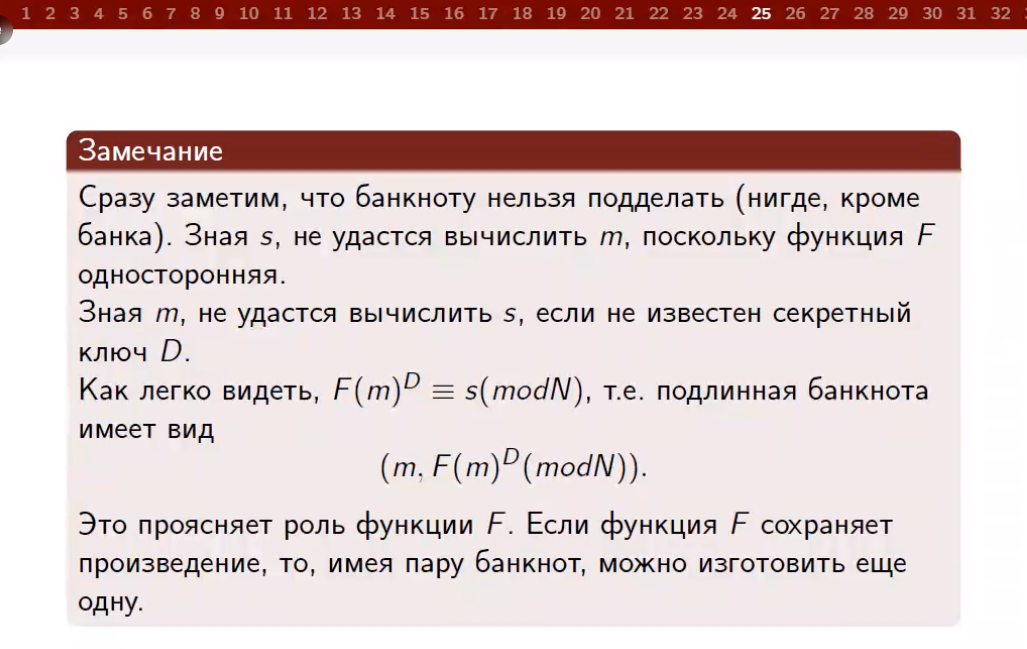 1 2 3 4 5 6 7 8 9 10 11 12 13 14 15 16 17 18 19 20 21 22 23 24 25 26 27 28 29 30 31 32
Замечание
Сразу заметим, что банкноту нельзя подделать (нигде, кроме
банка). Зная s, не удастся вычислить m, поскольку функция F
односторонняя.
Зная m, не удастся вычислить s, если не известен секретный
ключ D.
Как легко видеть, F(m)^D ≡ s(modN), т.е. подлинная банкнота
имеет вид
(m, F(m)^D(modN)).
Это проясняет роль функции F. Если функция F сохраняет
произведение, то, имея пару банкнот, можно изготовить еще
одну.